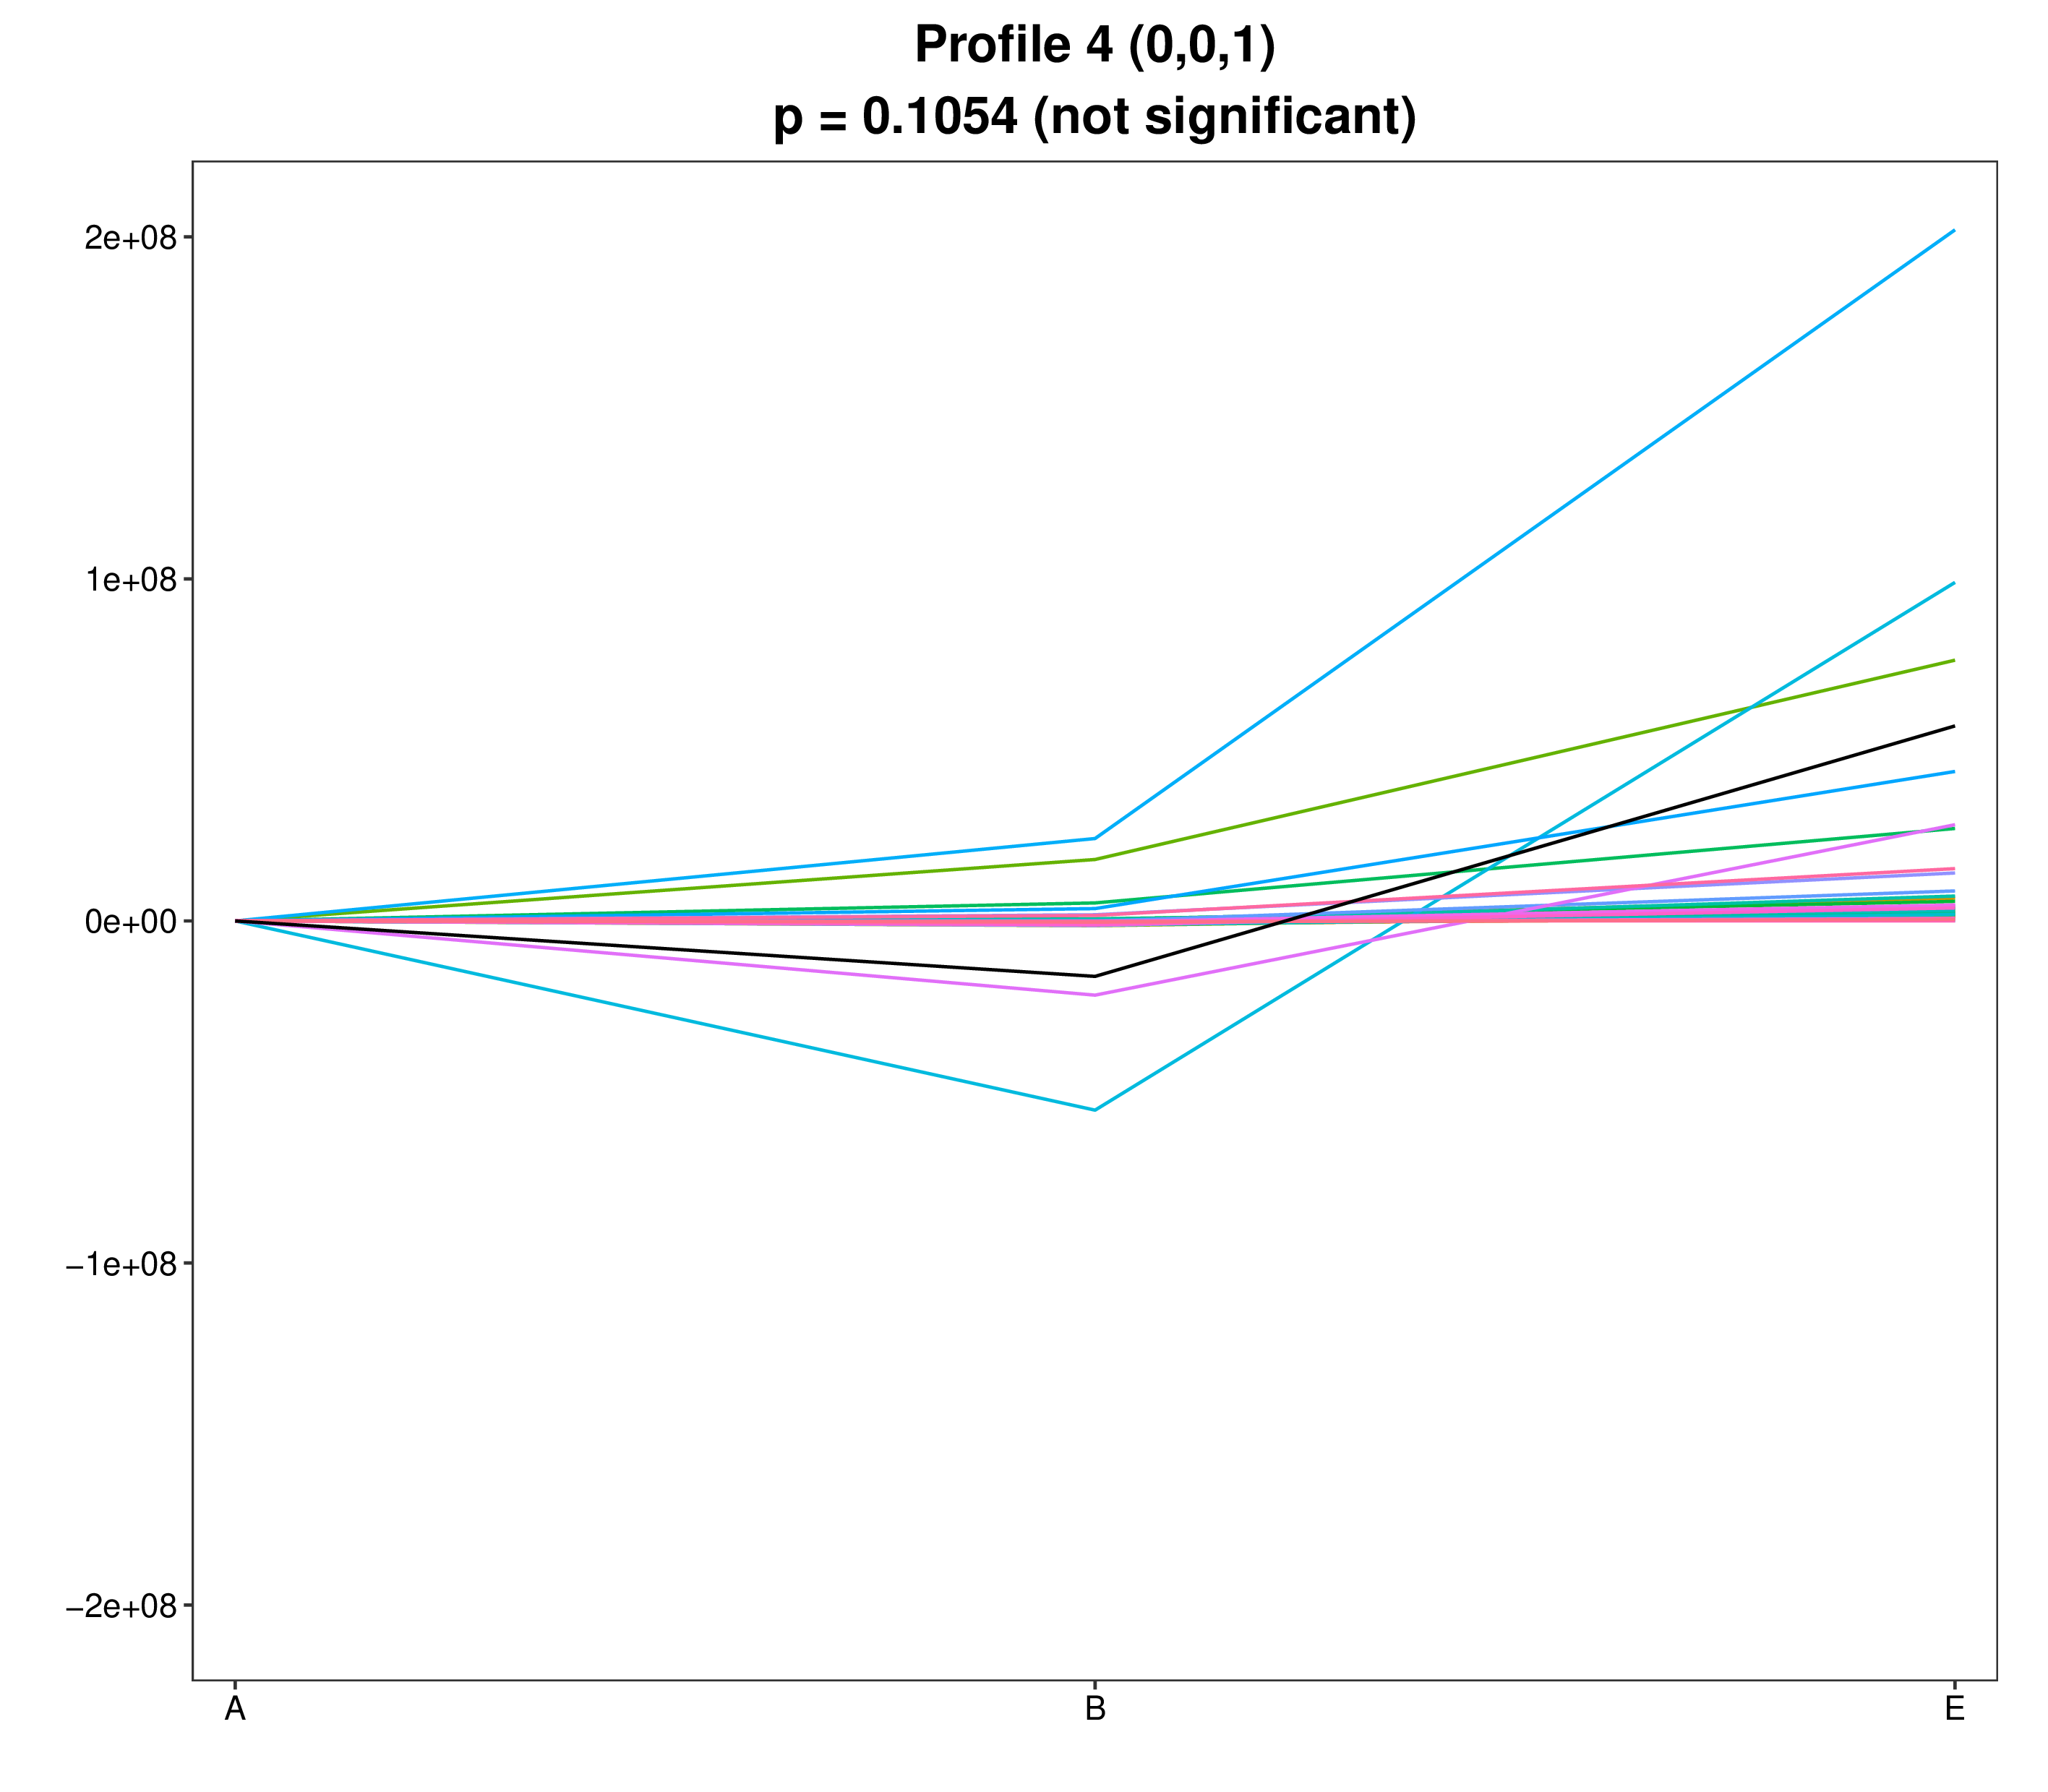 Profile 4 (0,0,1)
p = 0.1054 (not significant)
2e+08
1e+08
0e+00
−1e+08
−2e+08
A B E